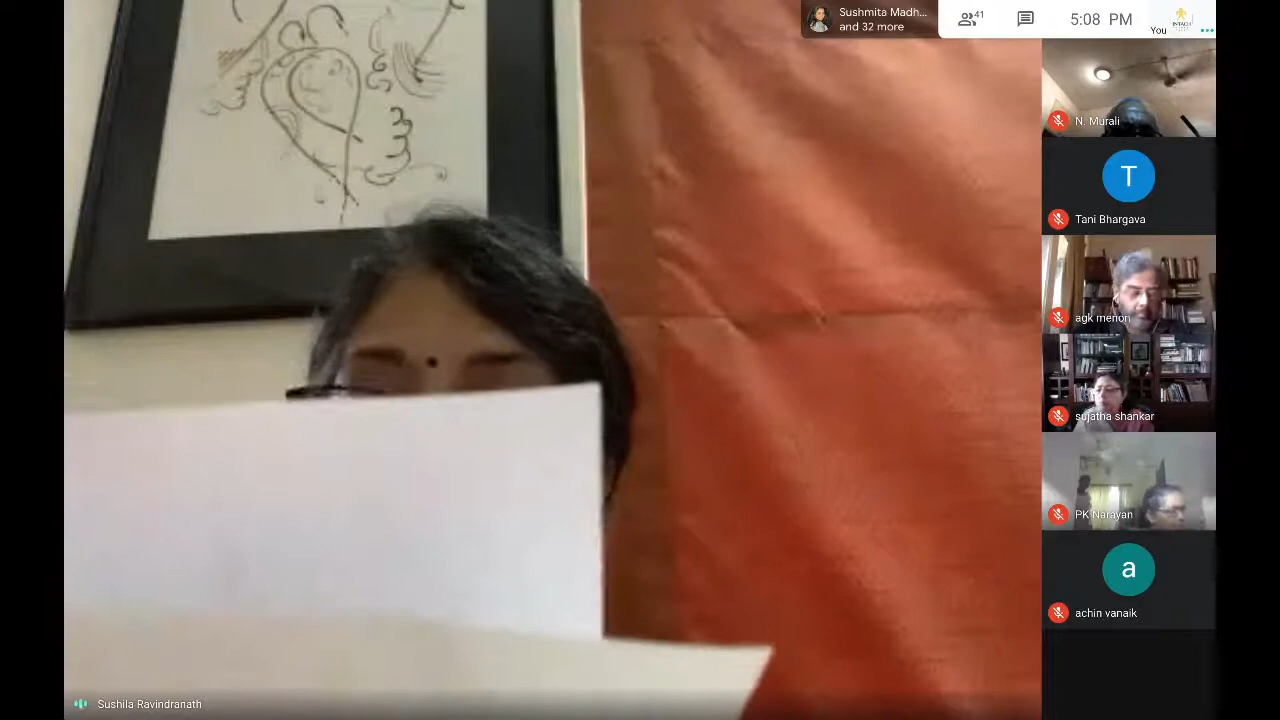 Sushmita Madh...
and 32 more
41
5:08 PM
INTACH
You
N. Murali
Tani Bhargava
T
agk menon
sujatha shankar
PK Narayan
a
achin vanaik
Sushila Ravindranath